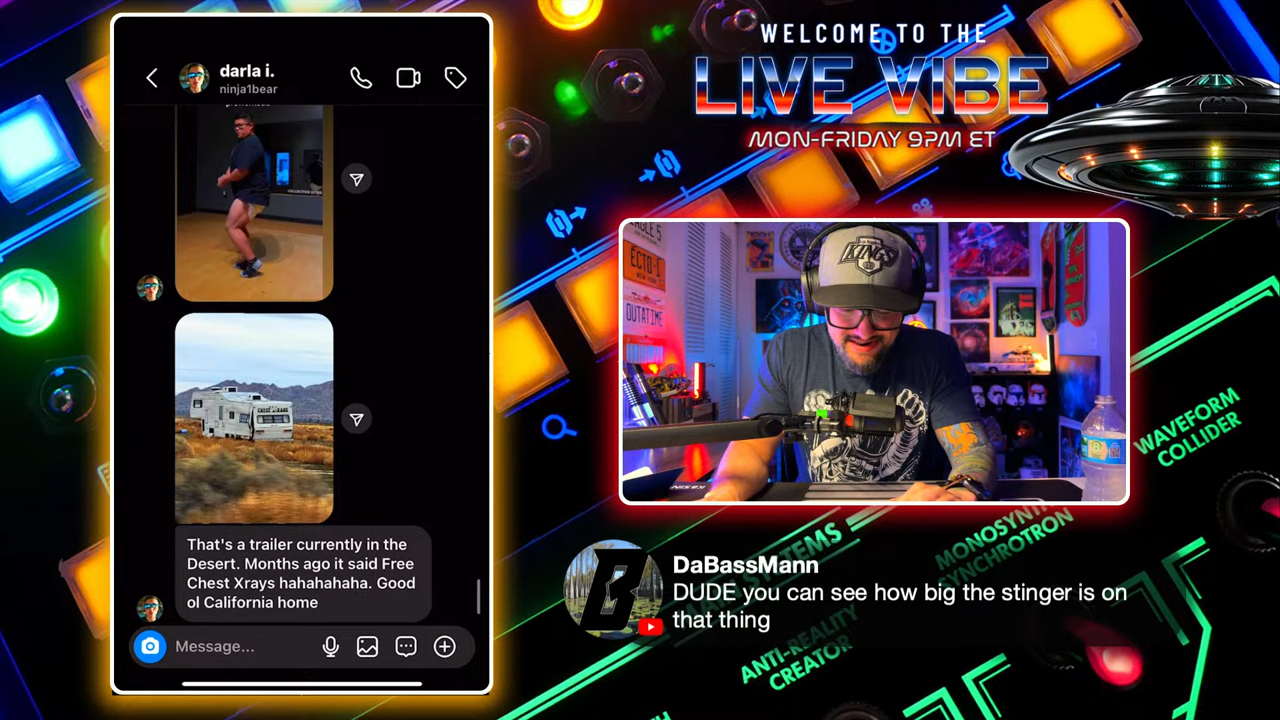 darla i.
ninja1bear
That's a trailer currently in the
Desert. Months ago it said Free
Chest Xrays hahahahaha. Good
ol California home
Message...
WELCOME TO THE
LIVE VIBE
MON-FRIDAY 9PM ET
EAGLE 5
ECTO-1
OUTATIME
KINGS
DaBassMann
DUDE you can see how big the stinger is on
that thing
WAVEFORM
COLLIDER
SYSTEMS
MONOSYNTH
SYNCHROTRON
ANTI-REALITY
CREATOR